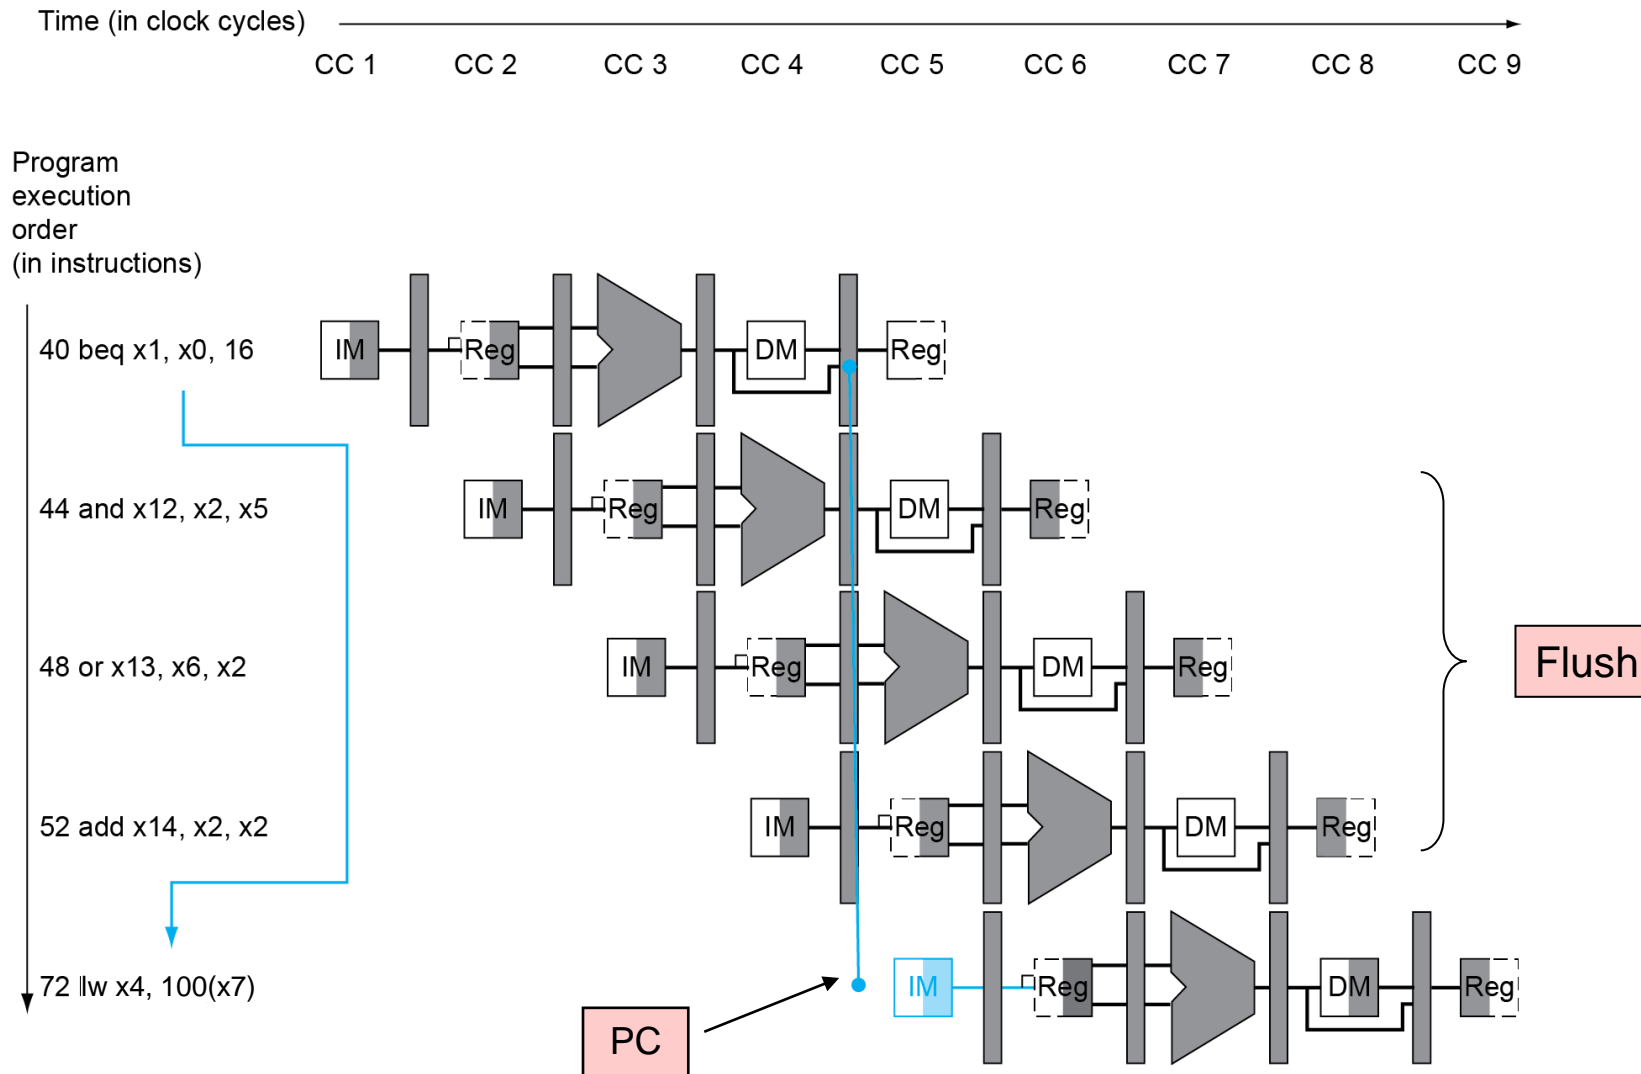 Time (in clock cycles)
CC 1 CC 2 CC 3 CC 4 CC 5 CC 6 CC 7 CC 8 CC 9
Program
execution
order
(in instructions)
40 beq x1, x0, 16
IM Reg DM Reg
44 and x12, x2, x5
IM Reg DM Reg
48 or x13, x6, x2
IM Reg DM Reg
Flush
52 add x14, x2, x2
IM Reg DM Reg
72 lw x4, 100(x7)
IM Reg DM Reg
PC